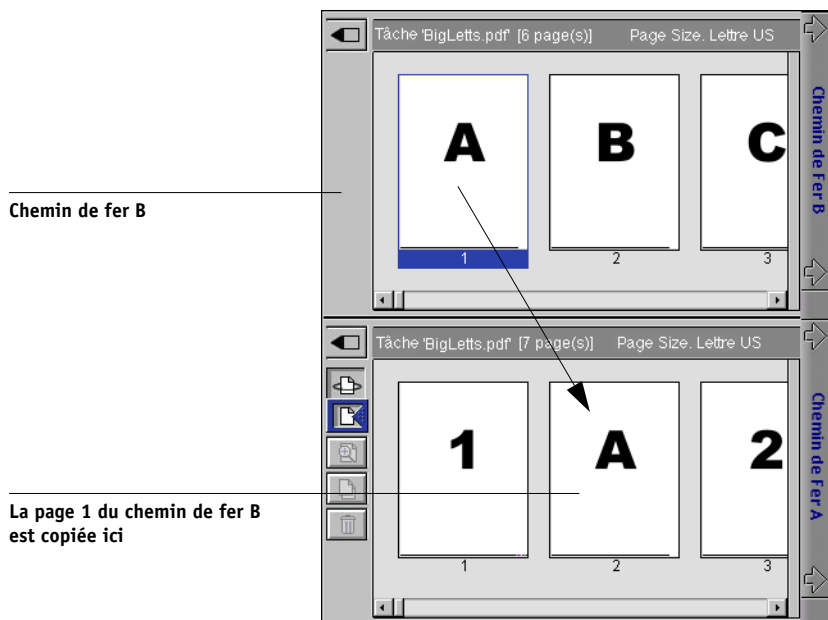 Tâche 'BigLetts.pdf' [6 page(s)] Page Size. Lettre US
A B C
1 2 3
Chemin de Fer B
Chemin de fer B
Tâche 'BigLetts.pdf' [7 page(s)] Page Size. Lettre US
1 A 2
1 2 3
Chemin de Fer A
La page 1 du chemin de fer B
est copiée ici